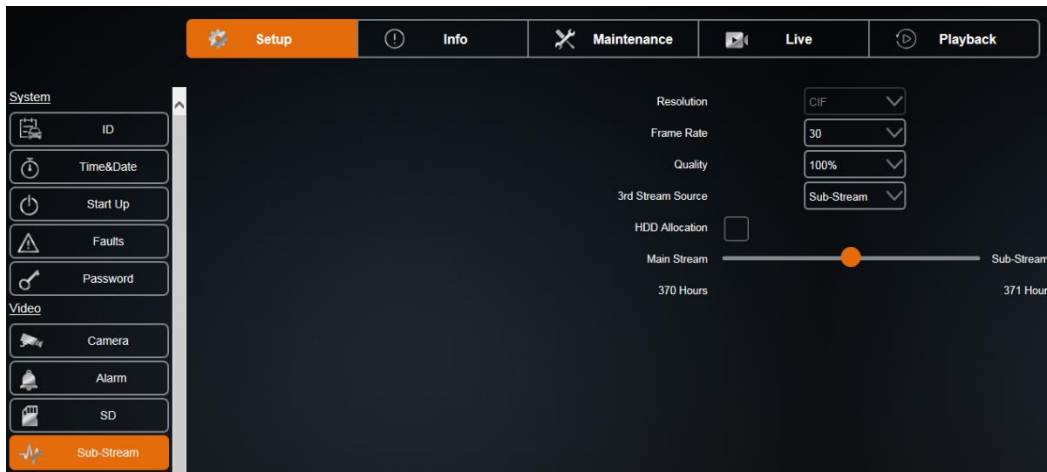 Setup
Info
Maintenance
Live
Playback
System
ID
Time&Date
Start Up
Faults
Password
Video
Camera
Alarm
SD
Sub-Stream
Resolution CIF
Frame Rate 30
Quality 100%
3rd Stream Source Sub-Stream
HDD Allocation
Main Stream Sub-Stream
370 Hours 371 Hour